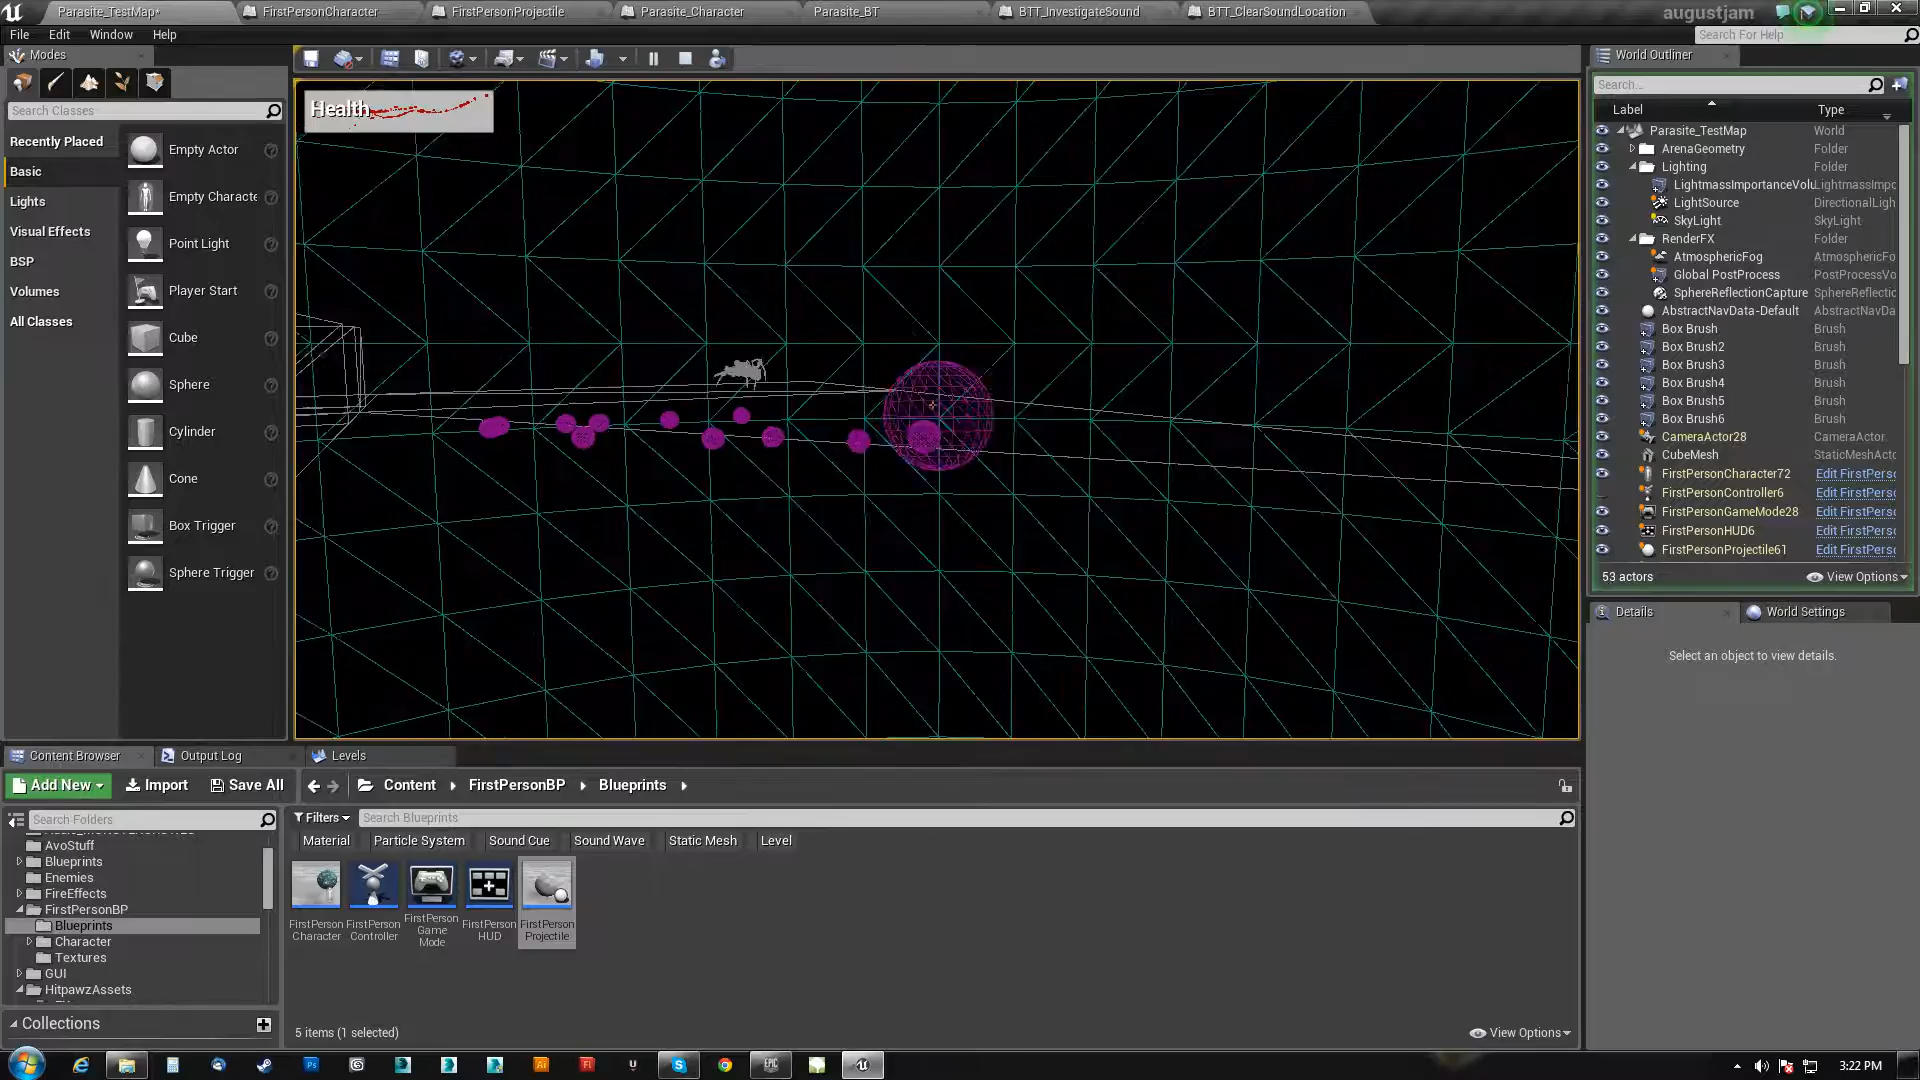 Parasite_TestMap*
FirstPersonCharacter
FirstPersonProjectile
Parasite_Character
Parasite_BT
BTT_InvestigateSound
BTT_ClearSoundLocation
augustjam
File Edit Window Help
Search For Help
Modes
Search Classes
Recently Placed
Basic
Lights
Visual Effects
BSP
Volumes
All Classes
Empty Actor
Empty Characte
Point Light
Player Start
Cube
Sphere
Cylinder
Cone
Box Trigger
Sphere Trigger
Health
World Outliner
Search...
Label Type
Parasite_TestMap World
ArenaGeometry Folder
Lighting Folder
LightmassImportanceVolu LightmassImpc
LightSource DirectionalLigh
SkyLight SkyLight
RenderFX Folder
AtmosphericFog AtmosphericFo
Global PostProcess PostProcessVo
SphereReflectionCapture SphereReflectic
AbstractNavData-Default AbstractNavDa
Box Brush Brush
Box Brush2 Brush
Box Brush3 Brush
Box Brush4 Brush
Box Brush5 Brush
Box Brush6 Brush
CameraActor28 CameraActor
CubeMesh StaticMeshActc
FirstPersonCharacter72 Edit FirstPersc
FirstPersonController6 Edit FirstPersc
FirstPersonGameMode28 Edit FirstPersc
FirstPersonHUD6 Edit FirstPersc
FirstPersonProjectile61 Edit FirstPersc
53 actors View Options
Details
World Settings
Select an object to view details.
Content Browser
Output Log
Levels
Add New Import Save All Content FirstPersonBP Blueprints
Search Folders
AvoStuff
Blueprints
Enemies
FireEffects
FirstPersonBP
Blueprints
Character
Textures
GUI
HitpawzAssets
Collections
Filters Search Blueprints
Material Particle System Sound Cue Sound Wave Static Mesh Level
FirstPerson Character
FirstPerson Controller
FirstPerson Game Mode
FirstPerson HUD
FirstPerson Projectile
5 items (1 selected)
View Options
3:22 PM